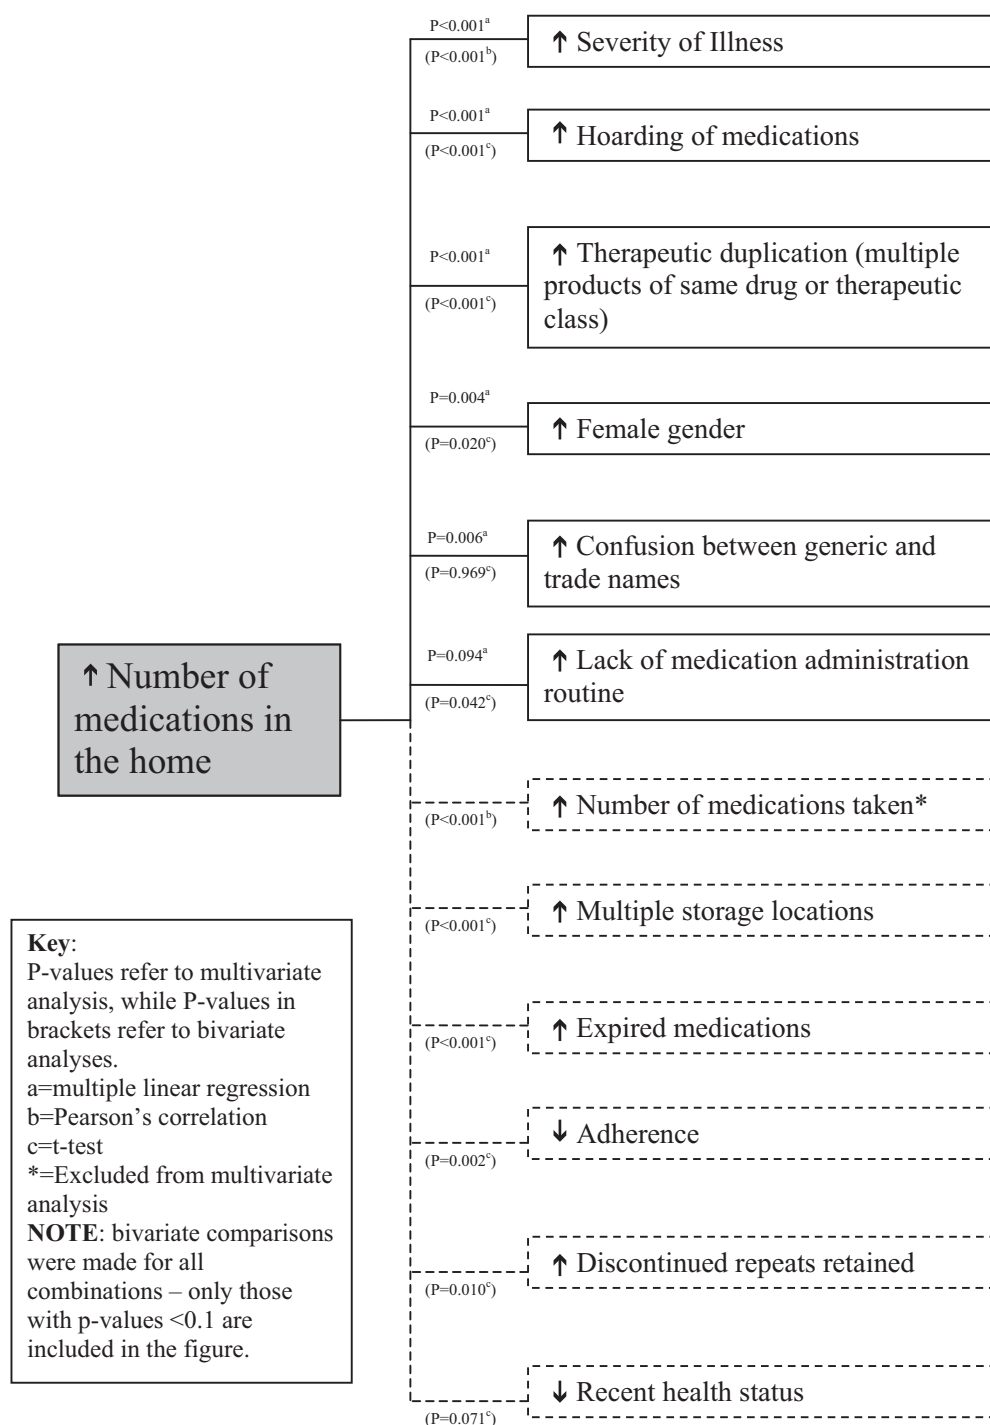 P<0.001a
↑ Severity of Illness
(P<0.001b)
P<0.001a
↑ Hoarding of medications
(P<0.001c)
P<0.001a
↑ Therapeutic duplication (multiple
products of same drug or therapeutic
class)
(P<0.001c)
P=0.004a
↑ Female gender
(P=0.020c)
P=0.006a
↑ Confusion between generic and
trade names
(P=0.969c)
P=0.094a
↑ Lack of medication administration
routine
(P=0.042c)
↑ Number of
medications in
the home
↑ Number of medications taken*
(P<0.001b)
↑ Multiple storage locations
(P<0.001c)
↑ Expired medications
(P<0.001c)
↓ Adherence
(P=0.002c)
↑ Discontinued repeats retained
(P=0.010c)
↓ Recent health status
(P=0.071c)
Key:
P-values refer to multivariate
analysis, while P-values in
brackets refer to bivariate
analyses.
a=multiple linear regression
b=Pearson’s correlation
c=t-test
*=Excluded from multivariate
analysis
NOTE: bivariate comparisons
were made for all
combinations – only those
with p-values <0.1 are
included in the figure.